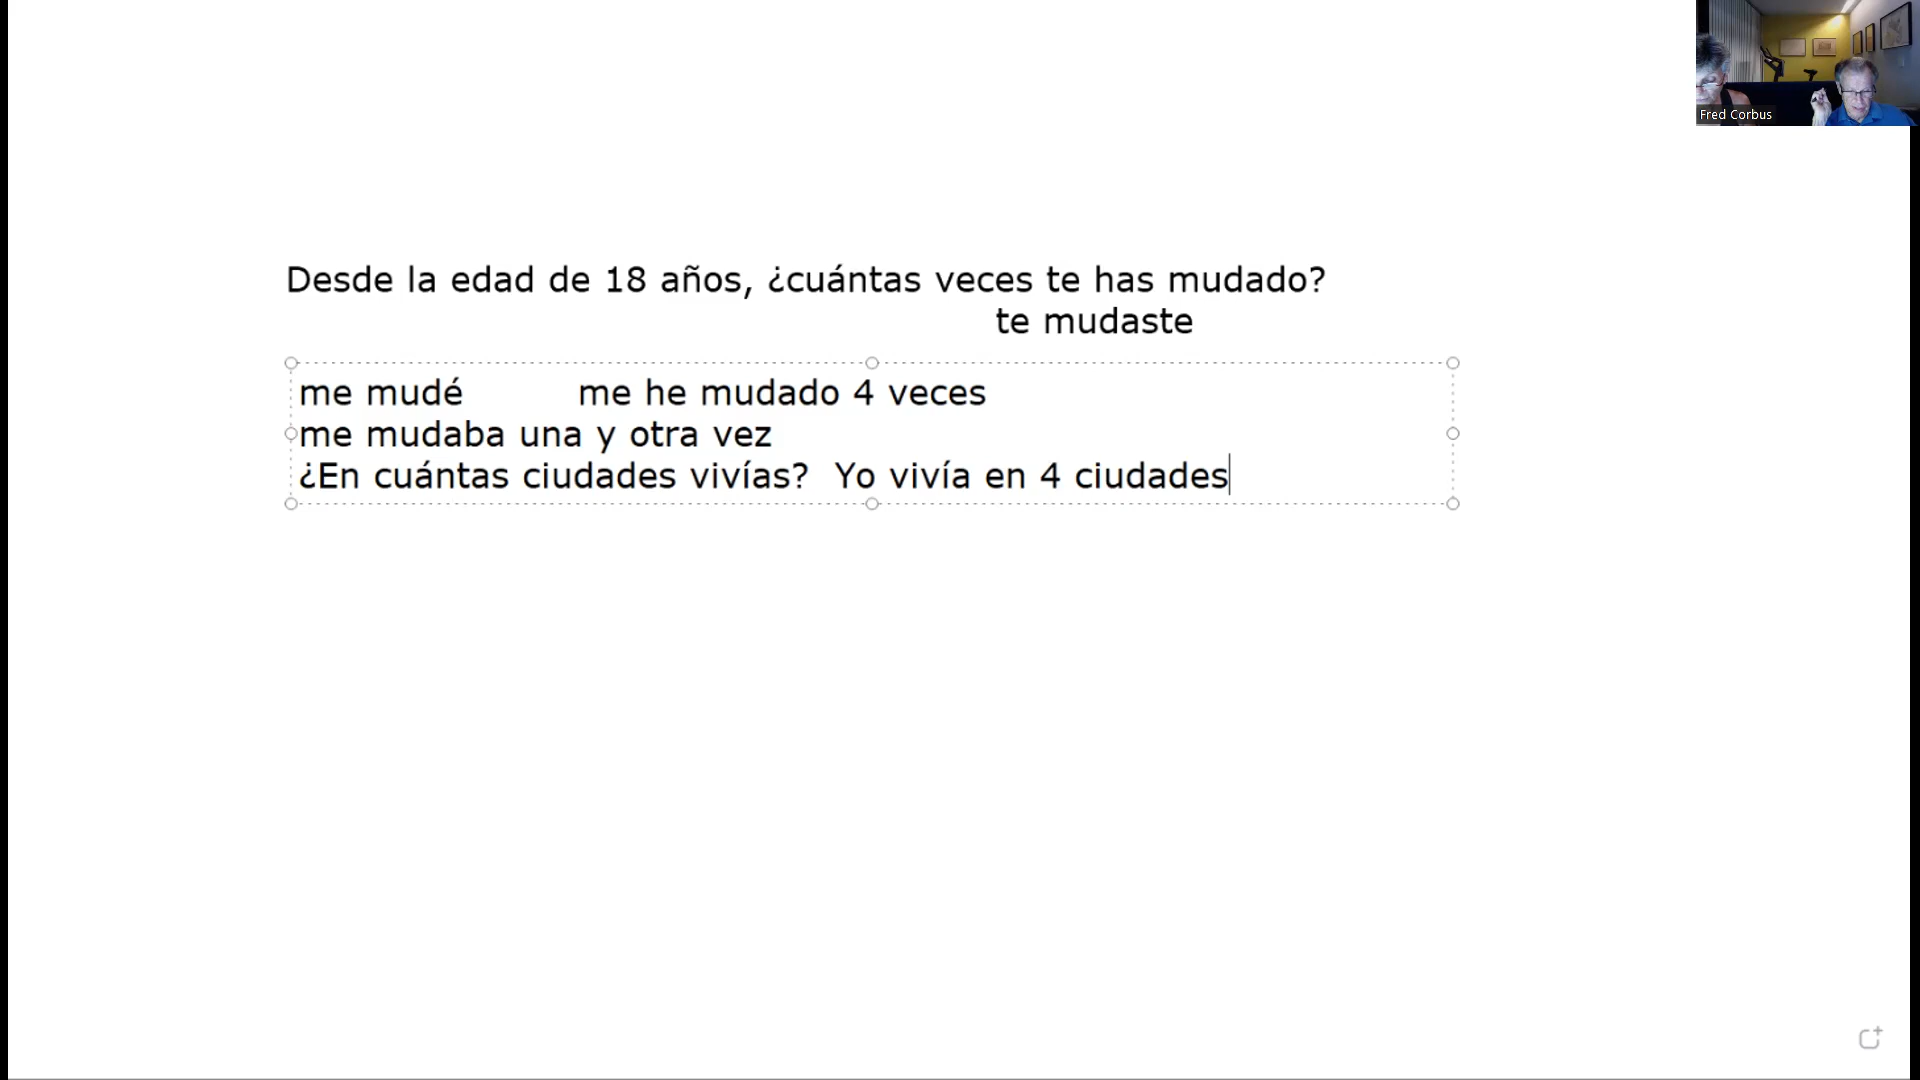 Fred Corbus
Desde la edad de 18 años, ¿cuántas veces te has mudado?
te mudaste
me mudé me he mudado 4 veces
me mudaba una y otra vez
¿En cuántas ciudades vivías? Yo vivía en 4 ciudades